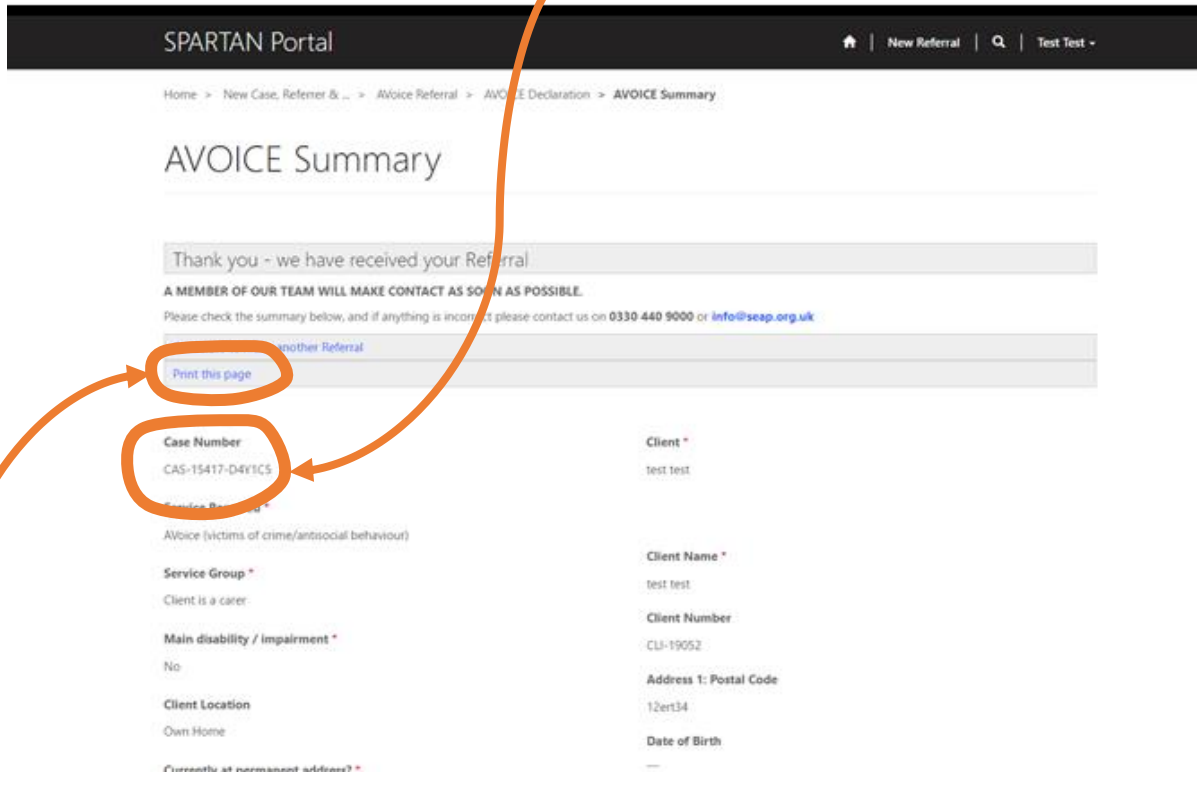 SPARTAN Portal
New Referral | Test Test
Home > New Case, Referrer & ... > AVoice Referral > AVOICE Declaration > AVOICE Summary
AVOICE Summary
Thank you - we have received your Referral
A MEMBER OF OUR TEAM WILL MAKE CONTACT AS SOON AS POSSIBLE.
Please check the summary below, and if anything is incorrect please contact us on 0330 440 9000 or info@seap.org.uk
another Referral
Print this page
Case Number
CAS-15417-D4Y1C5
Service *
AVoice (victims of crime/antisocial behaviour)
Service Group *
Client is a carer
Main disability / impairment *
No
Client Location
Own Home
Currently at permanent address? *
Client *
test test
Client Name *
test test
Client Number
CLI-19052
Address 1: Postal Code
12ert34
Date of Birth
—